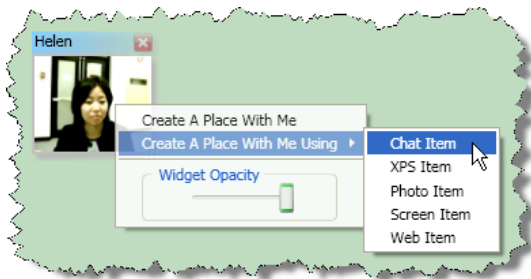 Helen
Create A Place With Me
Create A Place With Me Using
Chat Item
XPS Item
Photo Item
Screen Item
Web Item
Widget Opacity